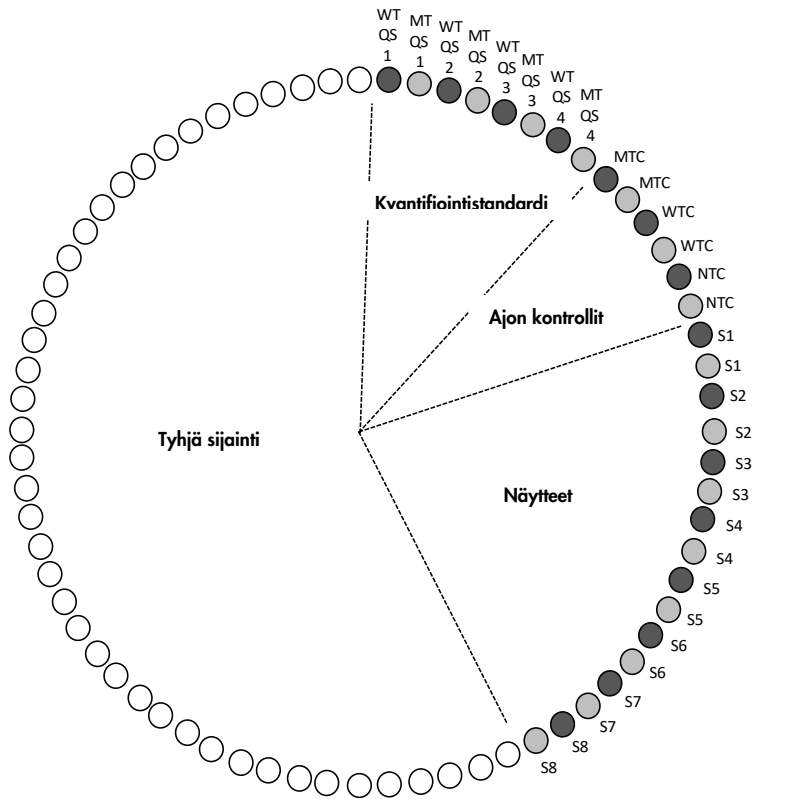 WT
QS
1
MT
QS
1
WT
QS
2
MT
QS
2
WT
QS
3
MT
QS
3
WT
QS
4
MT
QS
4
MTC
MTC
WTC
WTC
NTC
NTC
S1
S1
S2
S2
S3
S3
S4
S4
S5
S5
S6
S6
S7
S7
S8
S8
Kvantifiointistandardi
Ajon kontrollit
Näytteet
Tyhjä sijainti